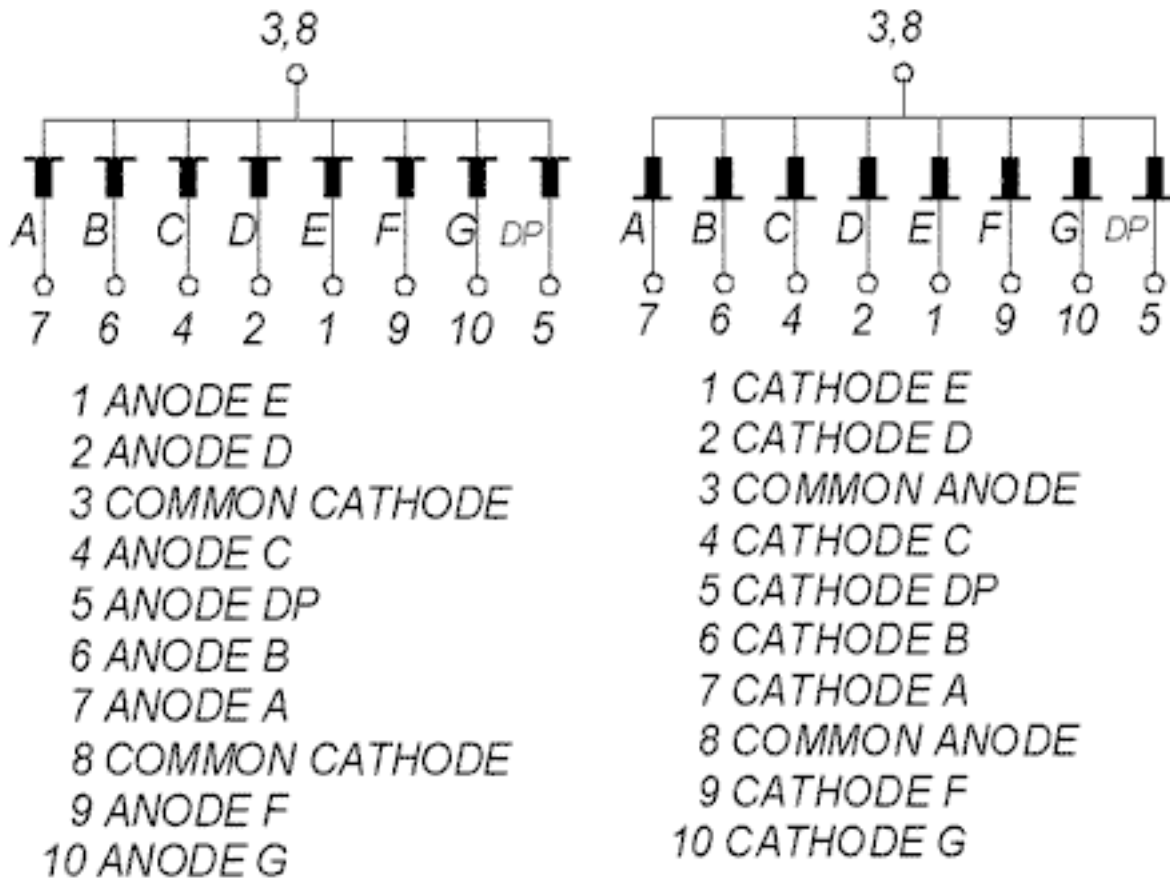 3,8
A B C D E F G DP
7 6 4 2 1 9 10 5
1 ANODE E
2 ANODE D
3 COMMON CATHODE
4 ANODE C
5 ANODE DP
6 ANODE B
7 ANODE A
8 COMMON CATHODE
9 ANODE F
10 ANODE G
3,8
A B C D E F G DP
7 6 4 2 1 9 10 5
1 CATHODE E
2 CATHODE D
3 COMMON ANODE
4 CATHODE C
5 CATHODE DP
6 CATHODE B
7 CATHODE A
8 COMMON ANODE
9 CATHODE F
10 CATHODE G